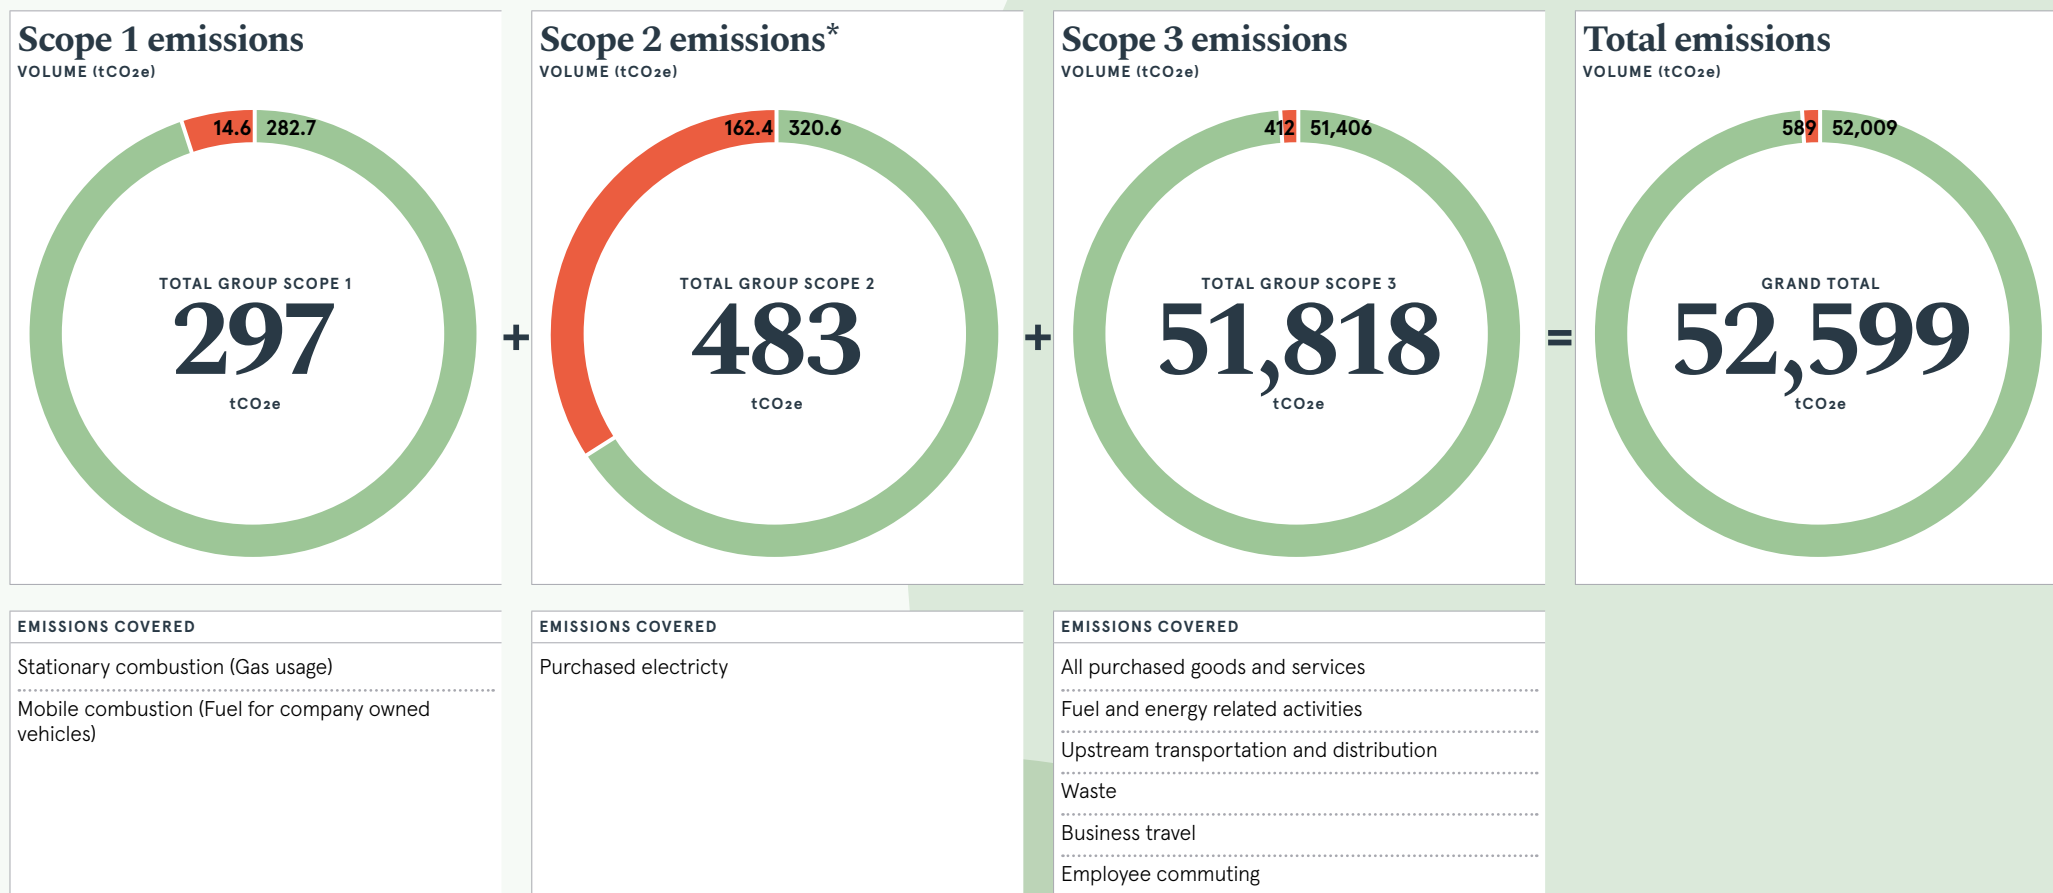 Scope 1 emissions
VOLUME (tCO2e)
14.6 282.7
TOTAL GROUP SCOPE 1
297
tCO2e
+
Scope 2 emissions*
VOLUME (tCO2e)
162.4 320.6
TOTAL GROUP SCOPE 2
483
tCO2e
+
Scope 3 emissions
VOLUME (tCO2e)
412 51,406
TOTAL GROUP SCOPE 3
51,818
tCO2e
=
Total emissions
VOLUME (tCO2e)
589 52,009
GRAND TOTAL
52,599
tCO2e
EMISSIONS COVERED
Stationary combustion (Gas usage)
Mobile combustion (Fuel for company owned
vehicles)
EMISSIONS COVERED
Purchased electricty
EMISSIONS COVERED
All purchased goods and services
Fuel and energy related activities
Upstream transportation and distribution
Waste
Business travel
Employee commuting